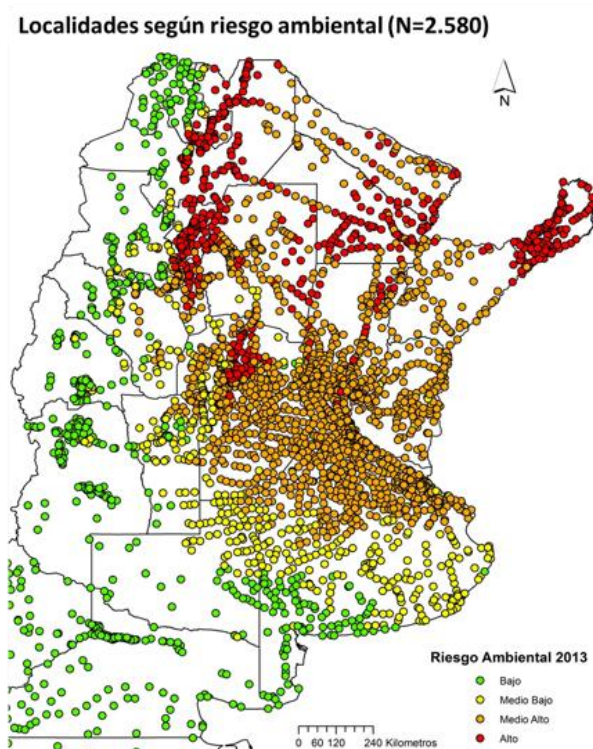 Localidades según riesgo ambiental (N=2.580)
N
Riesgo Ambiental 2013
Bajo
Medio Bajo
Medio Alto
Alto
0 60 120 240 Kilometros